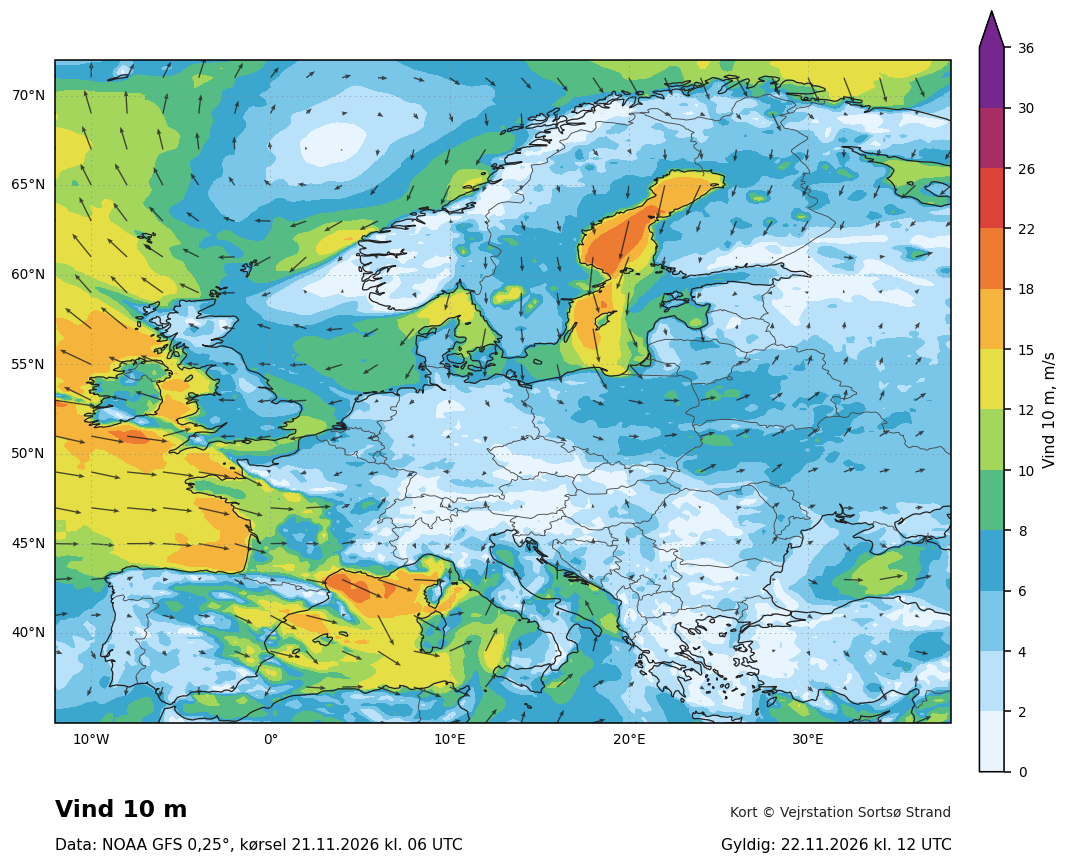 36
30
26
22
18
15
12
10
8
6
4
2
0
Vind 10 m, m/s
70°N
65°N
60°N
55°N
50°N
45°N
40°N
10°W 0° 10°E 20°E 30°E
Vind 10 m
Kort © Vejrstation Sortsø Strand
Data: NOAA GFS 0,25°, kørsel 21.11.2026 kl. 06 UTC
Gyldig: 22.11.2026 kl. 12 UTC